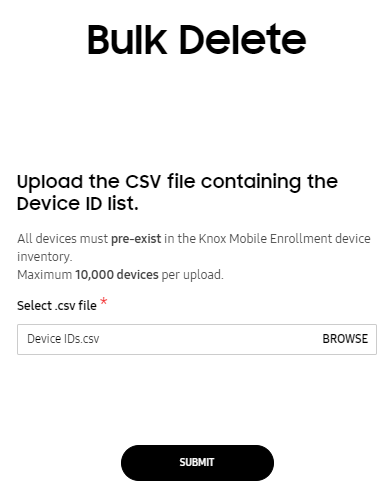 Bulk Delete
Upload the CSV file containing the
Device ID list.
All devices must pre-exist in the Knox Mobile Enrollment device
inventory.
Maximum 10,000 devices per upload.
Select .csv file *
Device IDs.csv BROWSE
SUBMIT